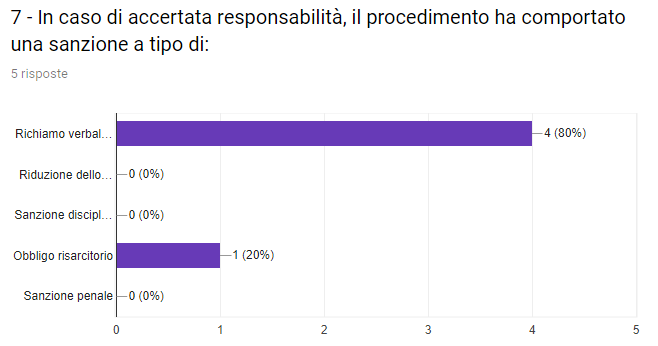 7 - In caso di accertata responsabilità, il procedimento ha comportato
una sanzione a tipo di:
5 risposte
Richiamo verbal... 4 (80%)
Riduzione dello... 0 (0%)
Sanzione discipl... 0 (0%)
Obbligo risarcitorio 1 (20%)
Sanzione penale 0 (0%)
0 1 2 3 4 5